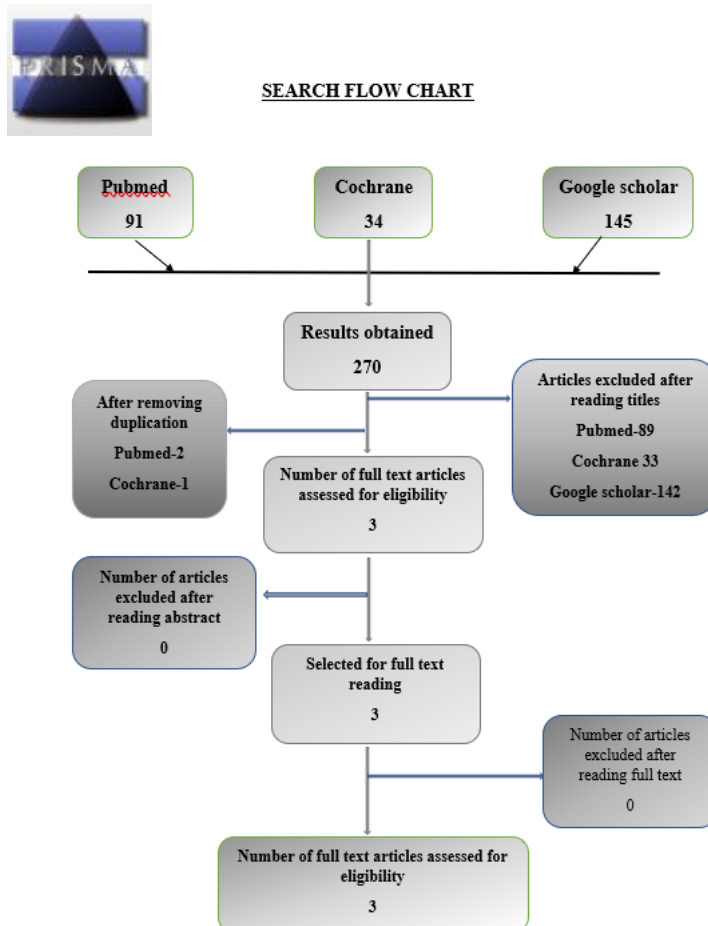 PRISMA
SEARCH FLOW CHART
Pubmed
91
Cochrane
34
Google scholar
145
Results obtained
270
After removing
duplication
Pubmed-2
Cochrane-1
Articles excluded after
reading titles
Pubmed-89
Cochrane 33
Google scholar-142
Number of full text articles
assessed for eligibility
3
Number of articles
excluded after
reading abstract
0
Selected for full text
reading
3
Number of articles
excluded after
reading full text
0
Number of full text articles assessed for
eligibility
3